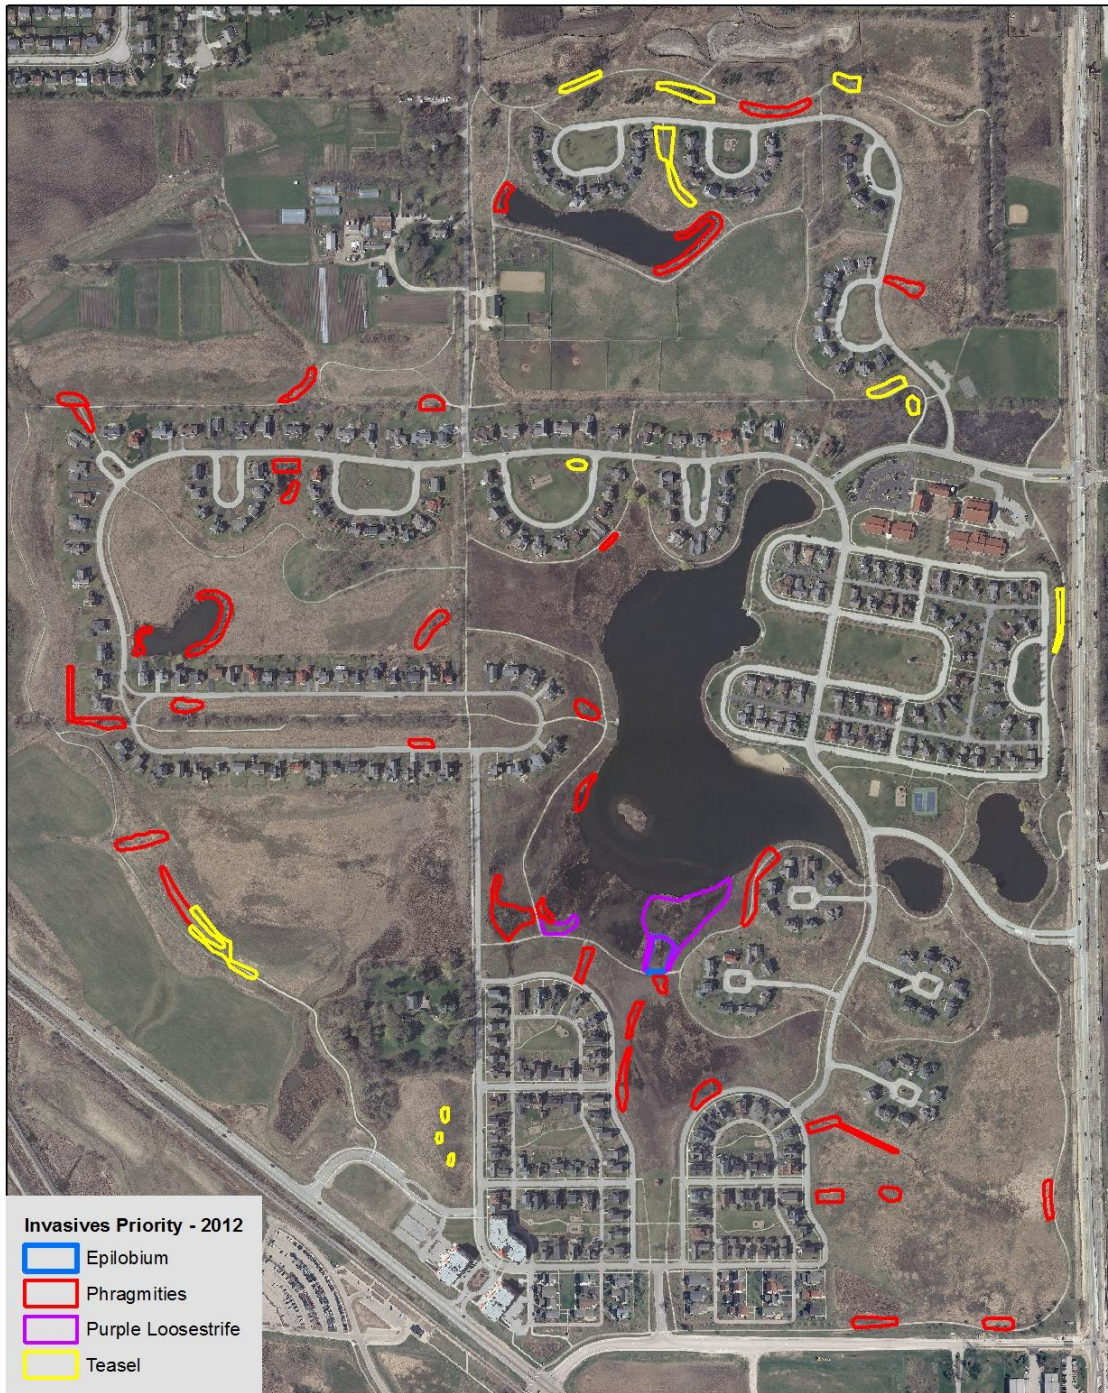 Invasives Priority - 2012
Epilobium
Phragmities
Purple Loosestrife
Teasel